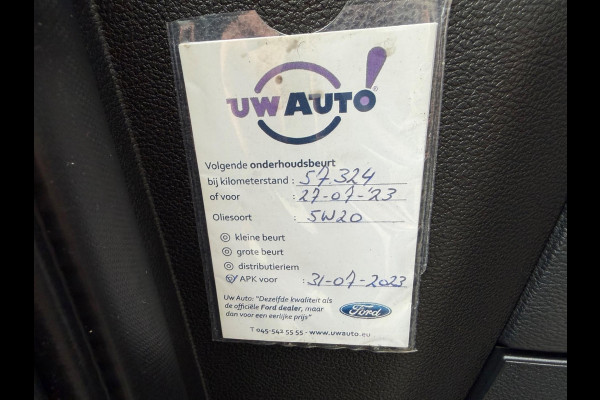 UW AUTO!
Volgende onderhoudsbeurt
bij kilometerstand : 57.324
of voor : 27-07-'23
Oliesoort : 5W20
kleine beurt
grote beurt
distributieriem
APK voor : 31-07-2023
Uw Auto: "Dezelfde kwaliteit als
de officiële Ford dealer, maar
dan voor een eerlijke prijs"
Ford
T 045-542 55 55 - www.uwauto.eu